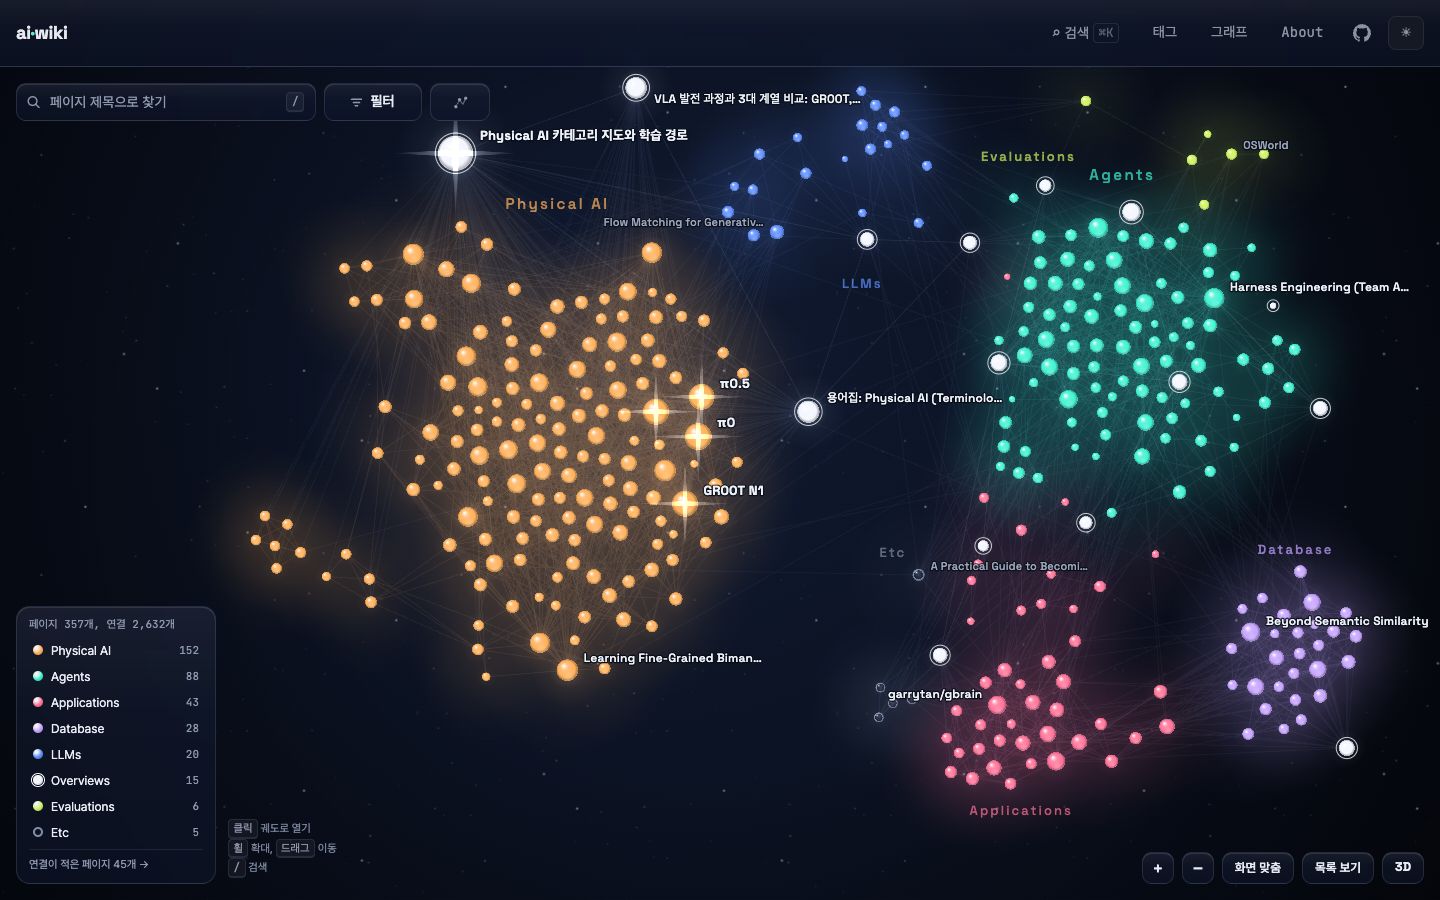 ai·wiki
검색 ⌘K
태그
그래프
About
페이지 제목으로 찾기 /
필터
VLA 발전 과정과 3대 계열 비교: GROOT,...
Physical AI 카테고리 지도와 학습 경로
Evaluations
OSWorld
Agents
Physical AI
Flow Matching for Generativ...
LLMs
Harness Engineering (Team A...
π0.5
용어집: Physical AI (Terminolo...
π0
GROOT N1
Etc
Database
A Practical Guide to Becomi...
Beyond Semantic Similarity
Learning Fine-Grained Biman...
garrytan/gbrain
Applications
페이지 357개, 연결 2,632개
Physical AI 152
Agents 88
Applications 43
Database 28
LLMs 20
Overviews 15
Evaluations 6
Etc 5
연결이 적은 페이지 45개 →
클릭 궤도로 열기
휠 확대, 드래그 이동
/ 검색
+
−
화면 맞춤
목록 보기
3D